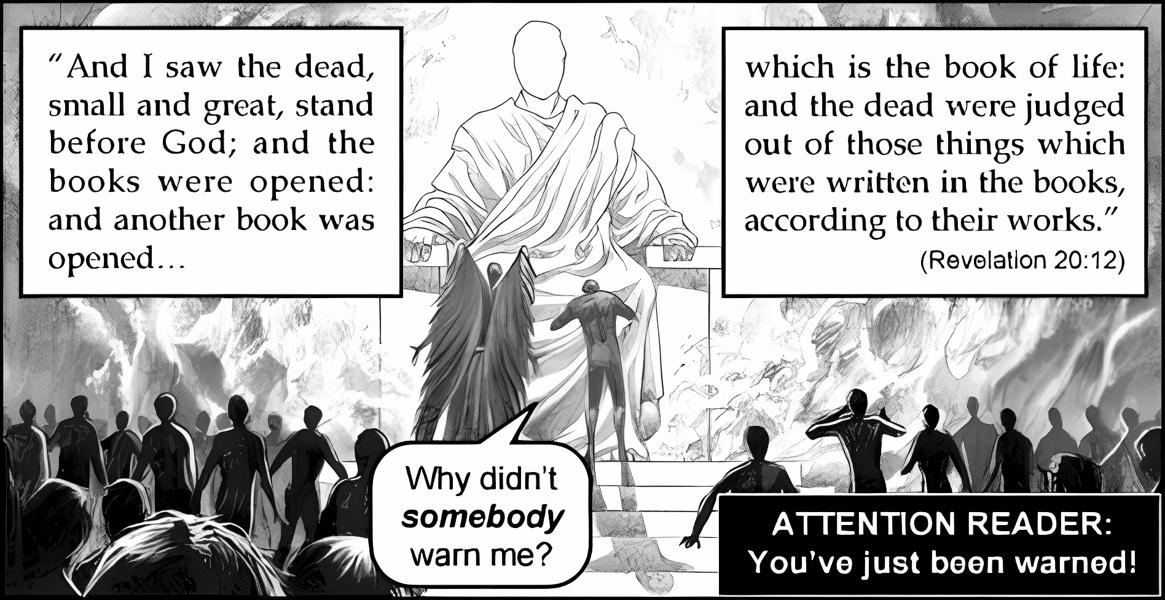 “And I saw the dead,
small and great, stand
before God; and the
books were opened:
and another book was
opened...
which is the book of life:
and the dead were judged
out of those things which
were written in the books,
according to their works.”
(Revelation 20:12)
Why didn't
somebody
warn me?
ATTENTION READER:
You've just been warned!